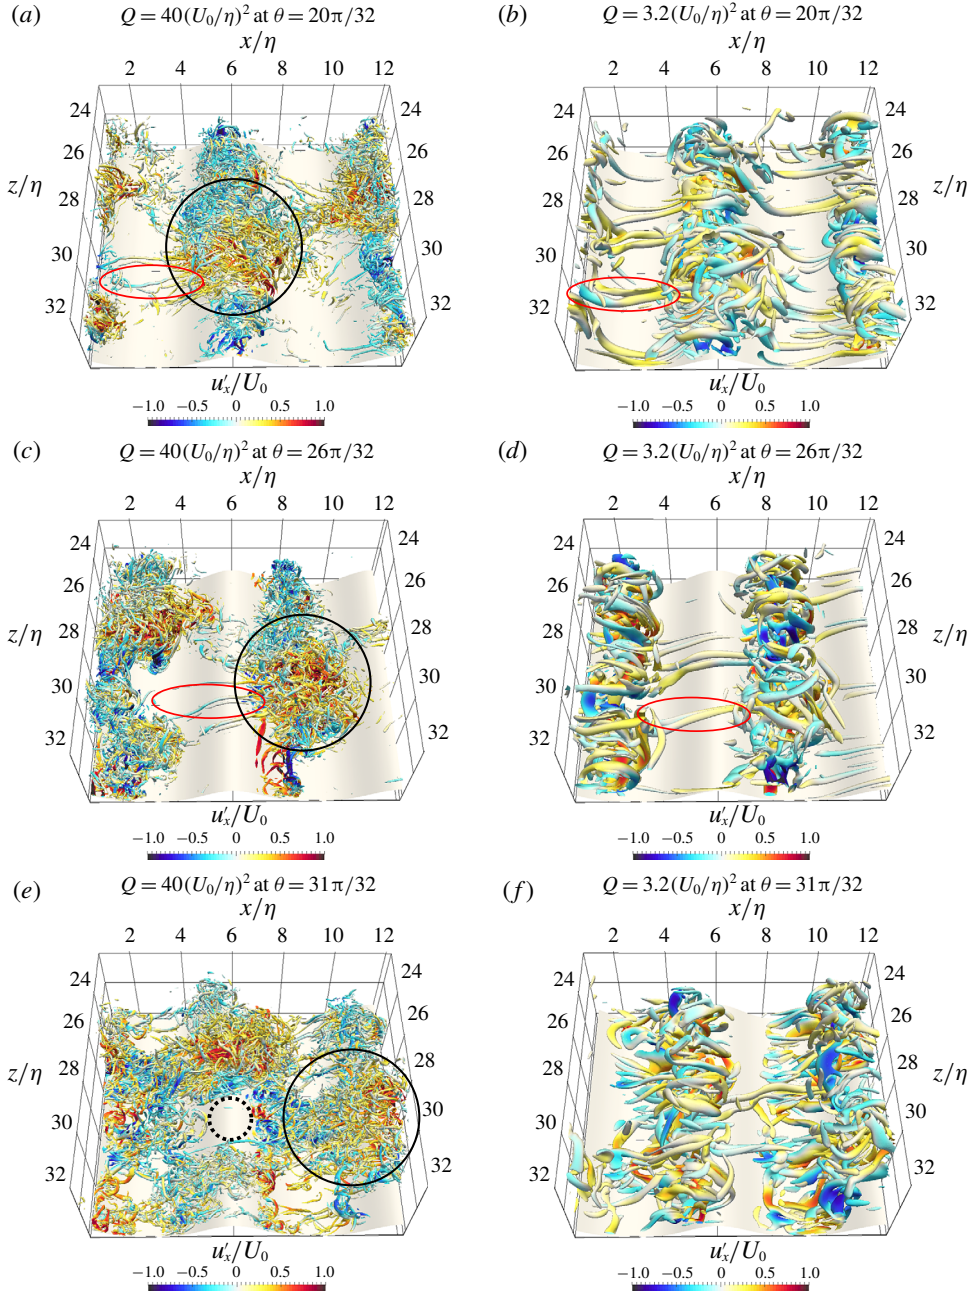 (a) Q = 40(U₀/η)² at θ = 20π/32
x/η
2 4 6 8 10 12
24 24
26 26
28 28
z/η
30 30
32 32
u′ₓ/U₀
−1.0 −0.5 0 0.5 1.0
(b) Q = 3.2(U₀/η)² at θ = 20π/32
x/η
2 4 6 8 10 12
24 24
26 26
28 28
z/η
30 30
32 32
u′ₓ/U₀
−1.0 −0.5 0 0.5 1.0
(c) Q = 40(U₀/η)² at θ = 26π/32
x/η
2 4 6 8 10 12
24 24
26 26
28 28
z/η
30 30
32 32
u′ₓ/U₀
−1.0 −0.5 0 0.5 1.0
(d) Q = 3.2(U₀/η)² at θ = 26π/32
x/η
2 4 6 8 10 12
24 24
26 26
28 28
z/η
30 30
32 32
u′ₓ/U₀
−1.0 −0.5 0 0.5 1.0
(e) Q = 40(U₀/η)² at θ = 31π/32
x/η
2 4 6 8 10 12
24 24
26 26
28 28
z/η
30 30
32 32
u′ₓ/U₀
−1.0 −0.5 0 0.5 1.0
(f) Q = 3.2(U₀/η)² at θ = 31π/32
x/η
2 4 6 8 10 12
24 24
26 26
28 28
z/η
30 30
32 32
u′ₓ/U₀
−1.0 −0.5 0 0.5 1.0